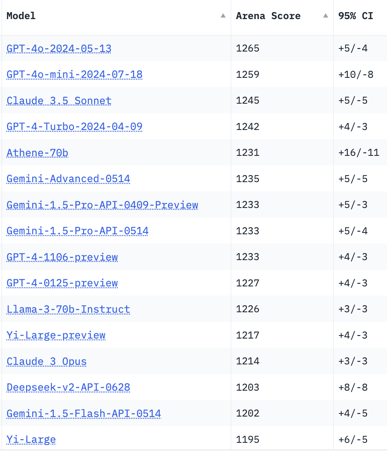 Model ▲ Arena Score ▲ 95% CI
GPT-4o-2024-05-13 1265 +5/-4
GPT-4o-mini-2024-07-18 1259 +10/-8
Claude 3.5 Sonnet 1245 +5/-5
GPT-4-Turbo-2024-04-09 1242 +4/-3
Athene-70b 1231 +16/-11
Gemini-Advanced-0514 1235 +5/-5
Gemini-1.5-Pro-API-0409-Preview 1233 +5/-3
Gemini-1.5-Pro-API-0514 1233 +5/-4
GPT-4-1106-preview 1233 +4/-3
GPT-4-0125-preview 1227 +4/-3
Llama-3-70b-Instruct 1226 +3/-3
Yi-Large-preview 1217 +4/-3
Claude 3 Opus 1214 +3/-3
Deepseek-v2-API-0628 1203 +8/-8
Gemini-1.5-Flash-API-0514 1202 +4/-5
Yi-Large 1195 +6/-5